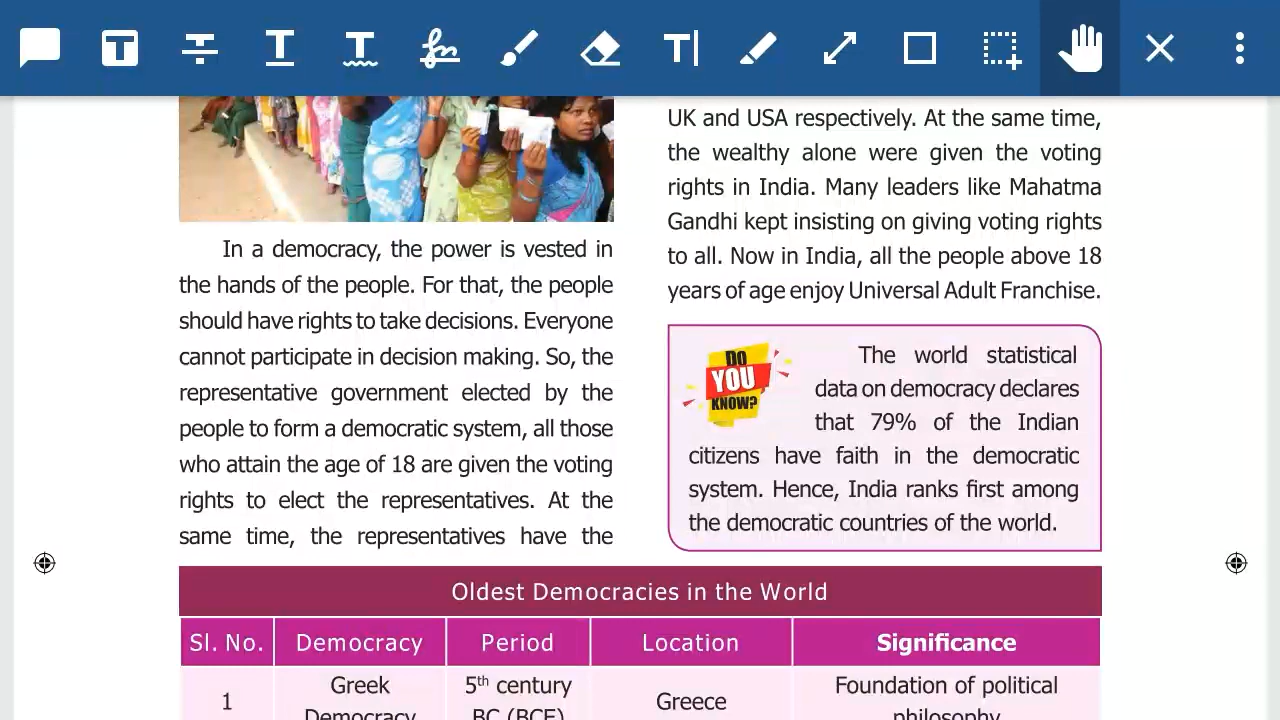 In a democracy, the power is vested in
the hands of the people. For that, the people
should have rights to take decisions. Everyone
cannot participate in decision making. So, the
representative government elected by the
people to form a democratic system, all those
who attain the age of 18 are given the voting
rights to elect the representatives. At the
same time, the representatives have the
UK and USA respectively. At the same time,
the wealthy alone were given the voting
rights in India. Many leaders like Mahatma
Gandhi kept insisting on giving voting rights
to all. Now in India, all the people above 18
years of age enjoy Universal Adult Franchise.
DO
YOU
KNOW?
The world statistical
data on democracy declares
that 79% of the Indian
citizens have faith in the democratic
system. Hence, India ranks first among
the democratic countries of the world.
Oldest Democracies in the World
Sl. No. Democracy Period Location Significance
1 Greek Democracy 5th century BC (BCE) Greece Foundation of political philosophy